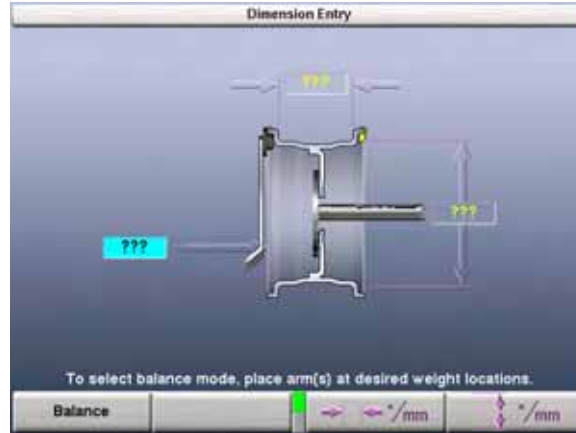 Dimension Entry
???
???
???
To select balance mode, place arm(s) at desired weight locations.
Balance
"/mm
"/mm